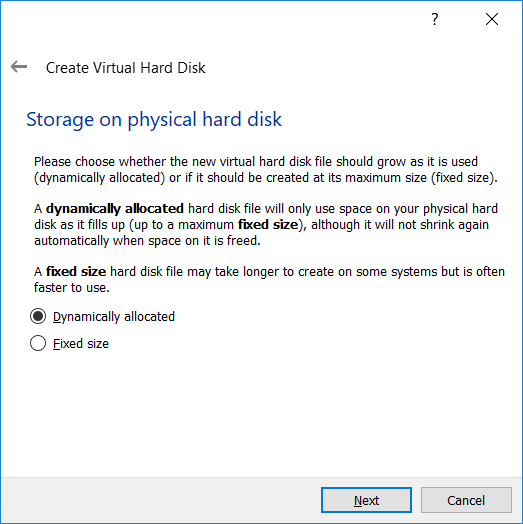 ?
Create Virtual Hard Disk
Storage on physical hard disk
Please choose whether the new virtual hard disk file should grow as it is used
(dynamically allocated) or if it should be created at its maximum size (fixed size).
A dynamically allocated hard disk file will only use space on your physical hard
disk as it fills up (up to a maximum fixed size), although it will not shrink again
automatically when space on it is freed.
A fixed size hard disk file may take longer to create on some systems but is often
faster to use.
Dynamically allocated
Fixed size
Next
Cancel